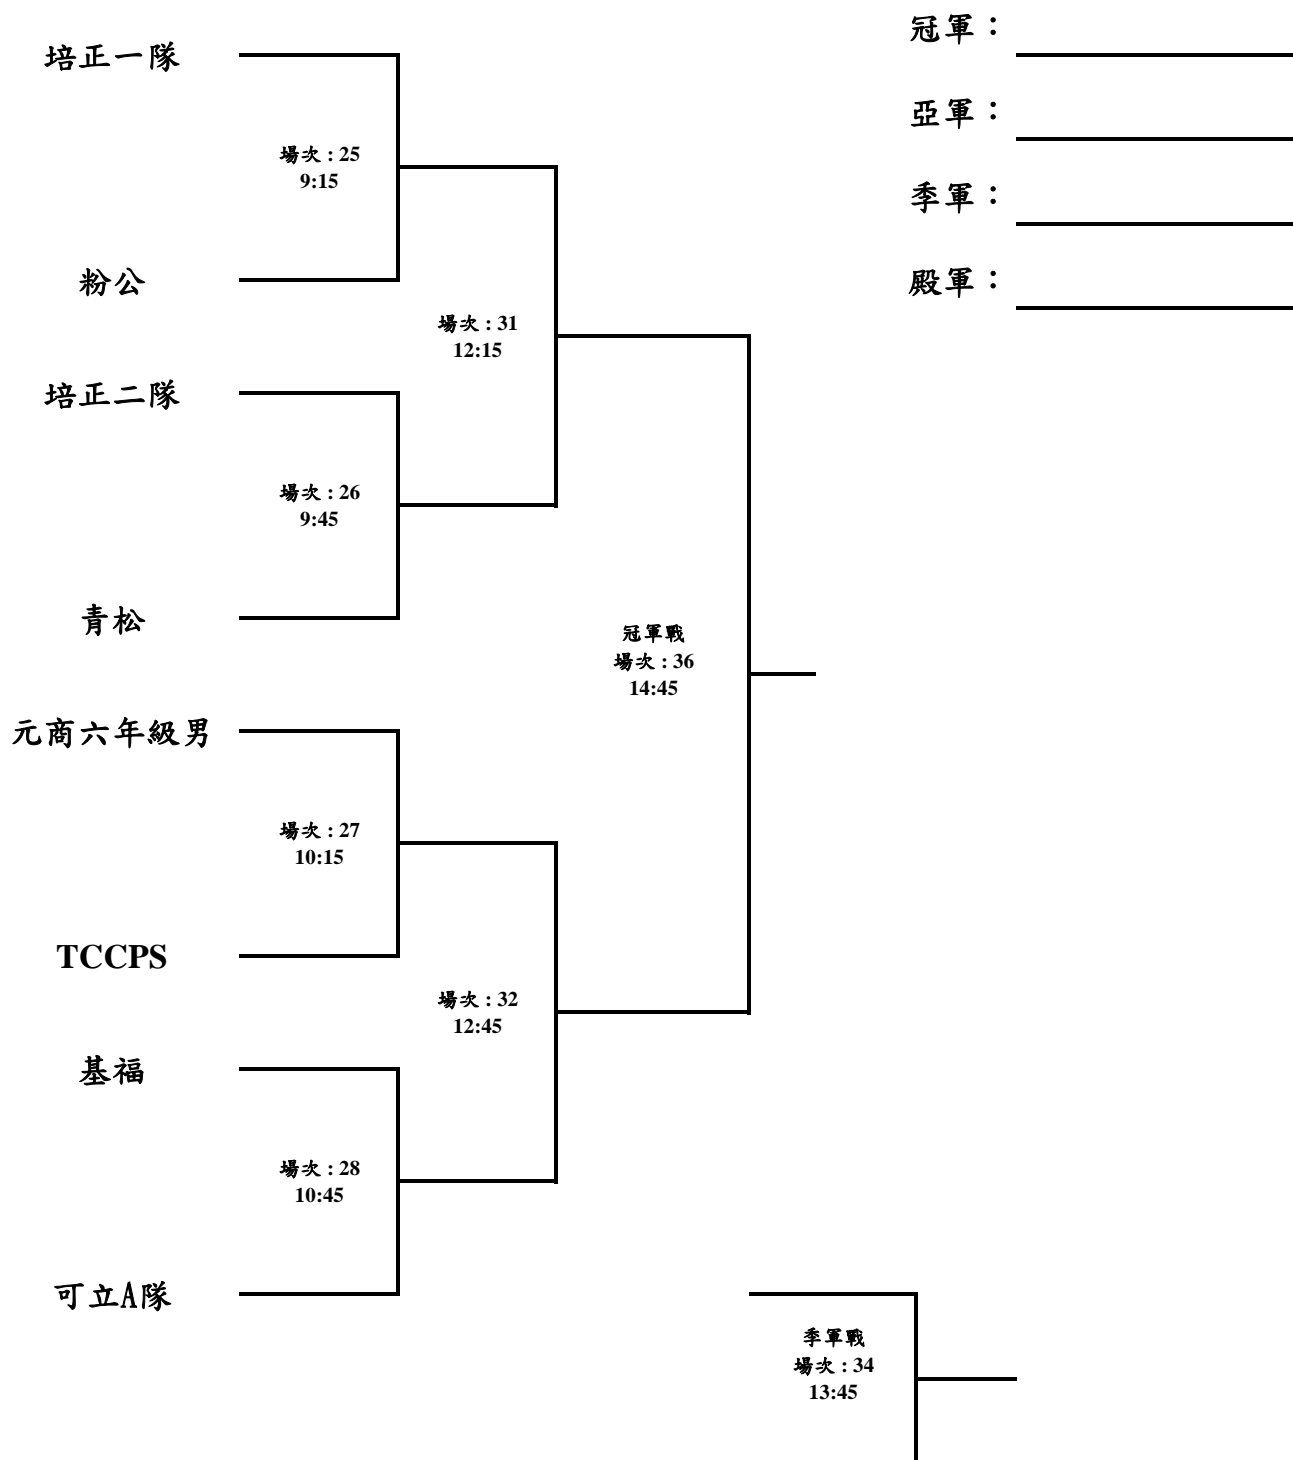 冠軍：
培正一隊
亞軍：
場次 : 25
9:15
季軍：
粉公
殿軍：
場次 : 31
12:15
培正二隊
場次 : 26
9:45
青松
冠軍戰
場次 : 36
14:45
元商六年級男
場次 : 27
10:15
TCCPS
場次 : 32
12:45
基福
場次 : 28
10:45
可立A隊
季軍戰
場次 : 34
13:45